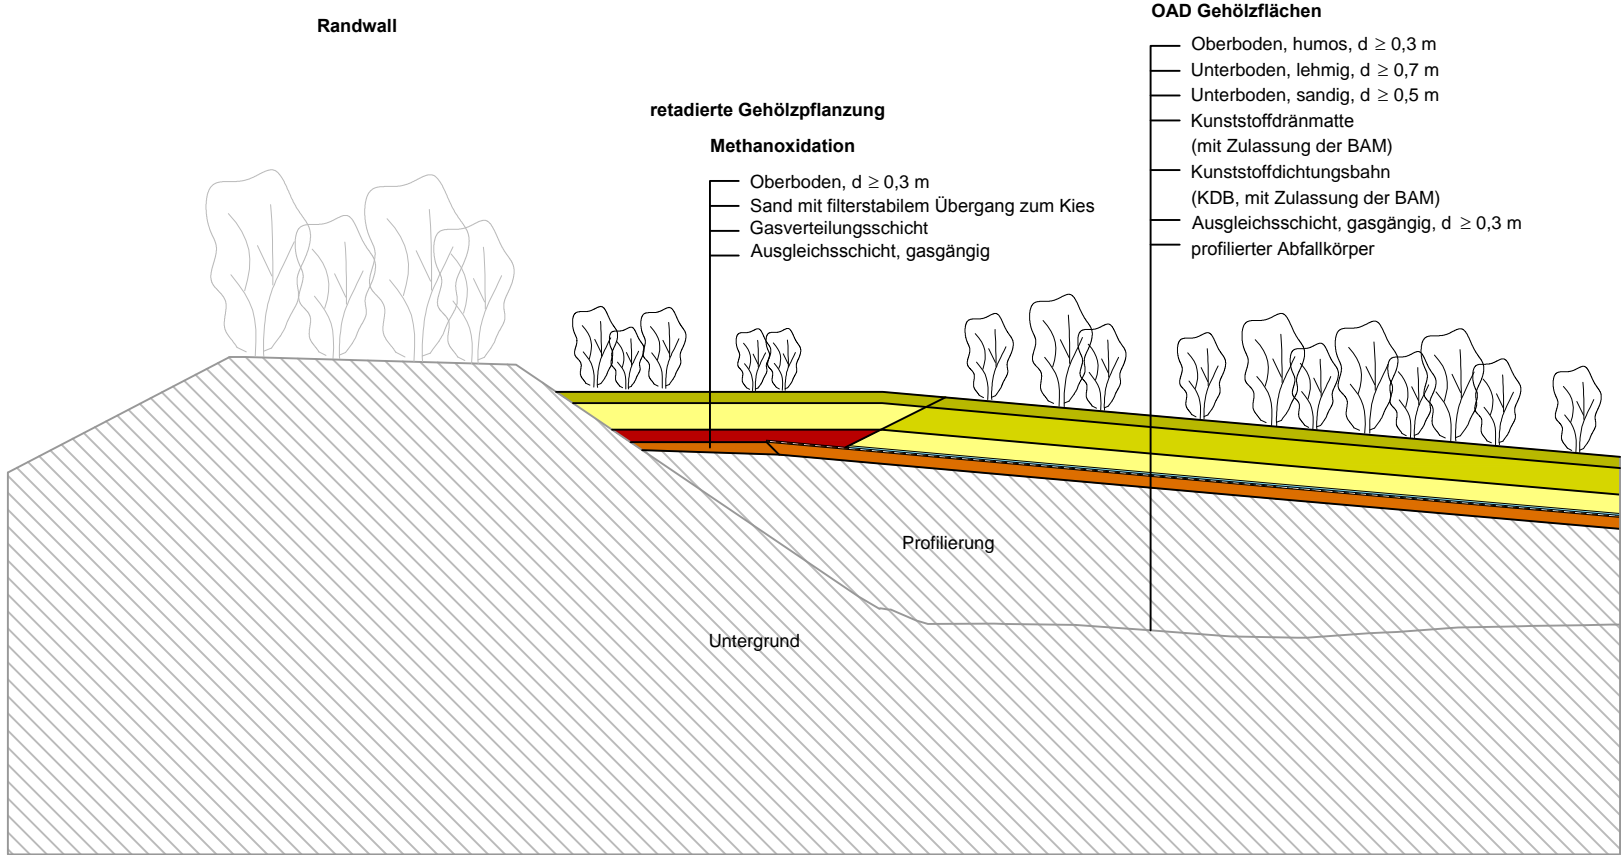 Randwall
OAD Gehölzflächen
Oberboden, humos, d ≥ 0,3 m
Unterboden, lehmig, d ≥ 0,7 m
Unterboden, sandig, d ≥ 0,5 m
Kunststoffdränmatte
(mit Zulassung der BAM)
Kunststoffdichtungsbahn
(KDB, mit Zulassung der BAM)
Ausgleichsschicht, gasgängig, d ≥ 0,3 m
profilierter Abfallkörper
retadierte Gehölzpflanzung
Methanoxidation
Oberboden, d ≥ 0,3 m
Sand mit filterstabilem Übergang zum Kies
Gasverteilungsschicht
Ausgleichsschicht, gasgängig
Profilierung
Untergrund